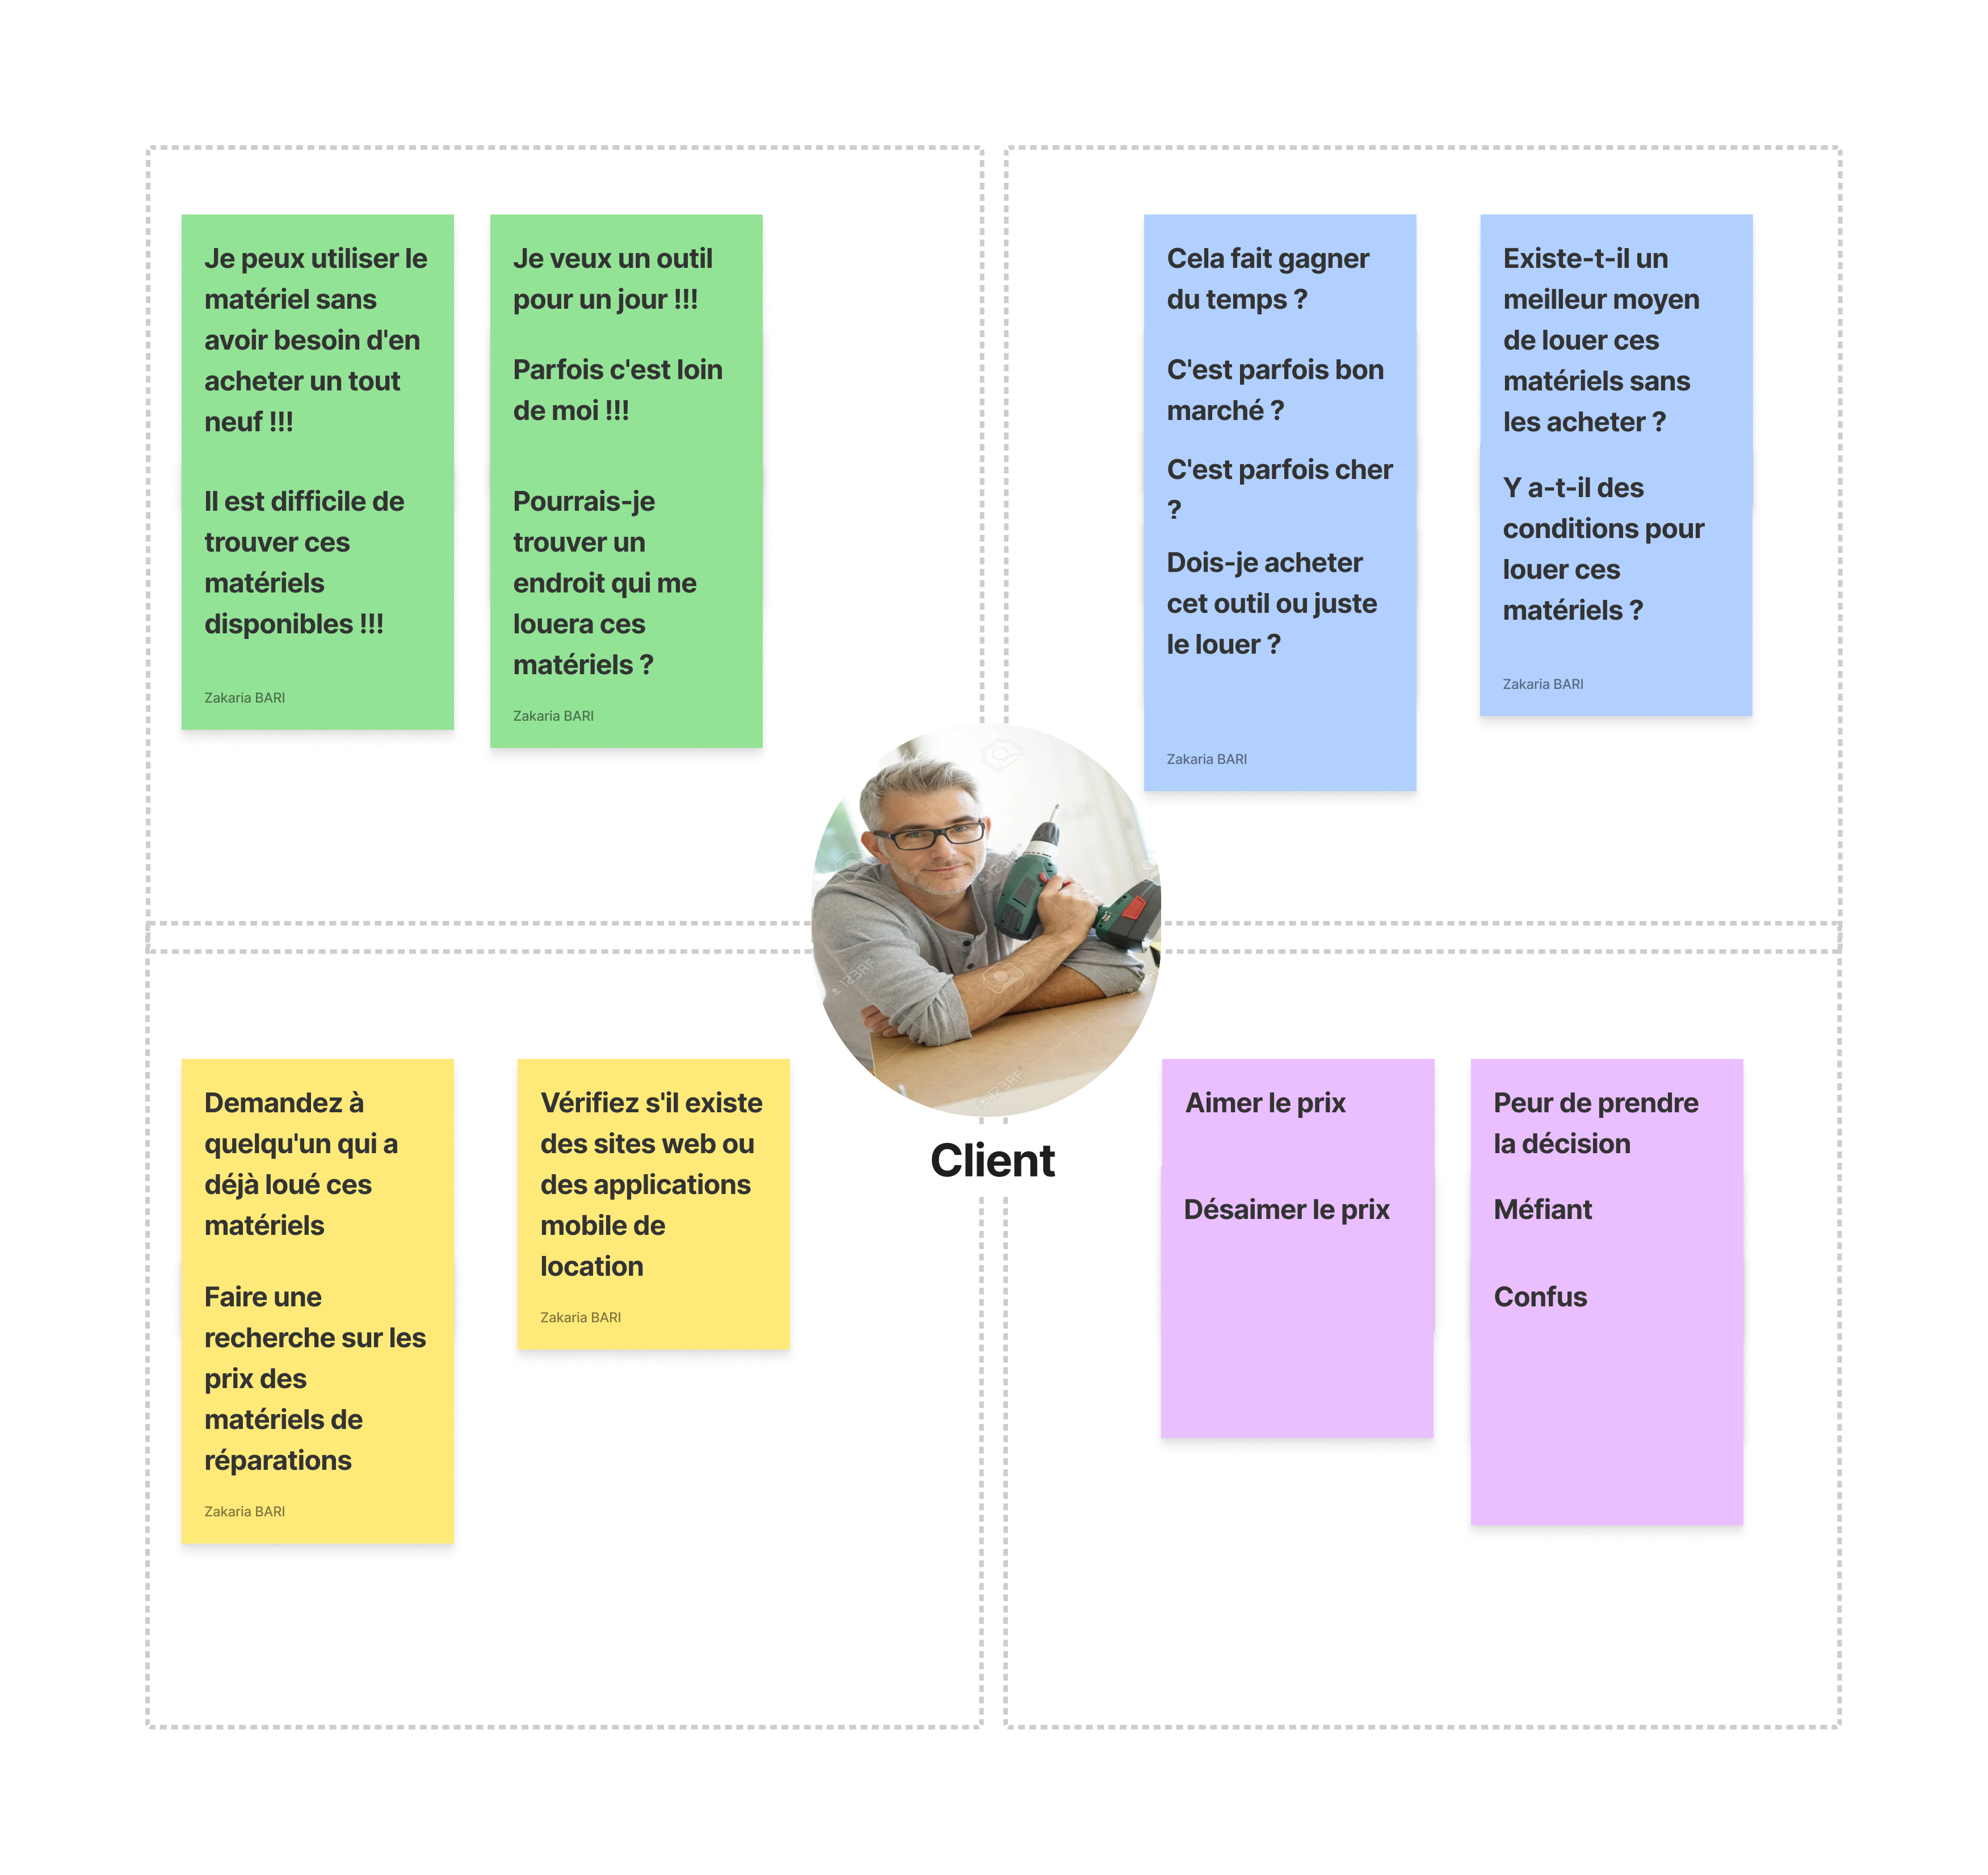 Je peux utiliser le
matériel sans
avoir besoin d'en
acheter un tout
neuf !!!
Il est difficile de
trouver ces
matériels
disponibles !!!
Zakaria BARI
Je veux un outil
pour un jour !!!
Parfois c'est loin
de moi !!!
Pourrais-je
trouver un
endroit qui me
louera ces
matériels ?
Zakaria BARI
Cela fait gagner
du temps ?
C'est parfois bon
marché ?
C'est parfois cher
?
Dois-je acheter
cet outil ou juste
le louer ?
Zakaria BARI
Existe-t-il un
meilleur moyen
de louer ces
matériels sans
les acheter ?
Y a-t-il des
conditions pour
louer ces
matériels ?
Zakaria BARI
123RF
Client
Demandez à
quelqu'un qui a
déjà loué ces
matériels
Faire une
recherche sur les
prix des
matériels de
réparations
Zakaria BARI
Vérifiez s'il existe
des sites web ou
des applications
mobile de
location
Zakaria BARI
Aimer le prix
Désaimer le prix
Peur de prendre
la décision
Méfiant
Confus